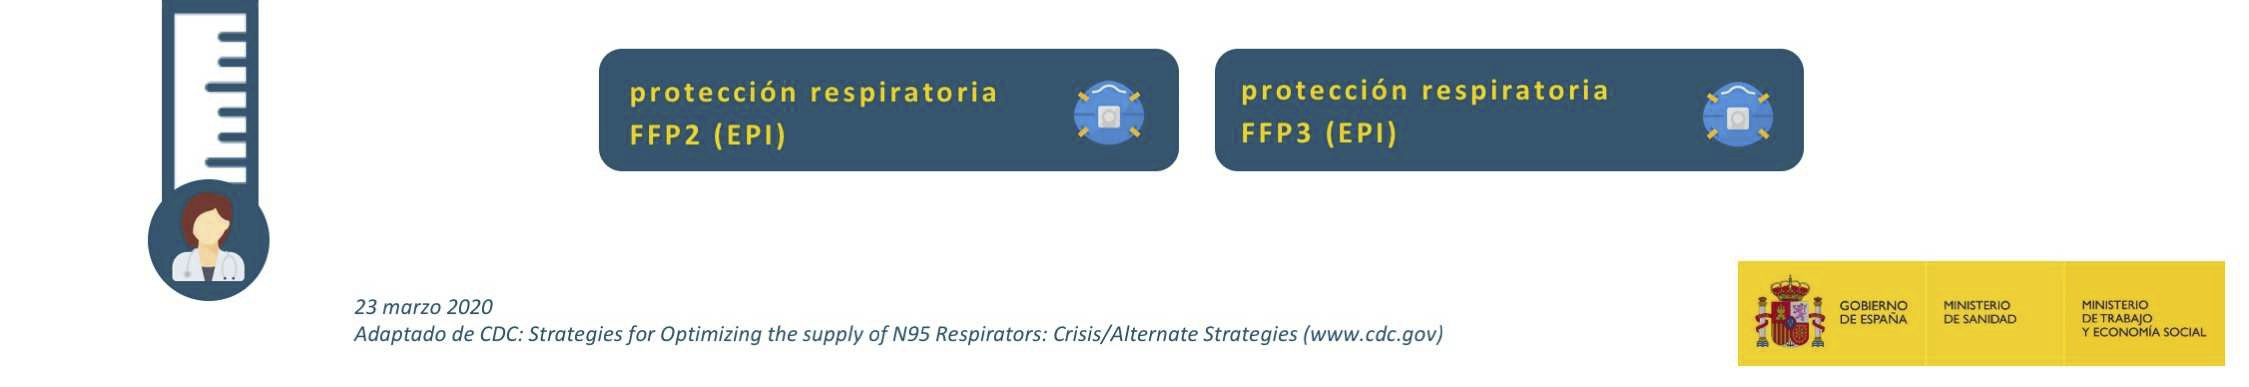 protección respiratoria
FFP2 (EPI)
protección respiratoria
FFP3 (EPI)
23 marzo 2020
Adaptado de CDC: Strategies for Optimizing the supply of N95 Respirators: Crisis/Alternate Strategies (www.cdc.gov)
GOBIERNO
DE ESPAÑA
MINISTERIO
DE SANIDAD
MINISTERIO
DE TRABAJO
Y ECONOMÍA SOCIAL